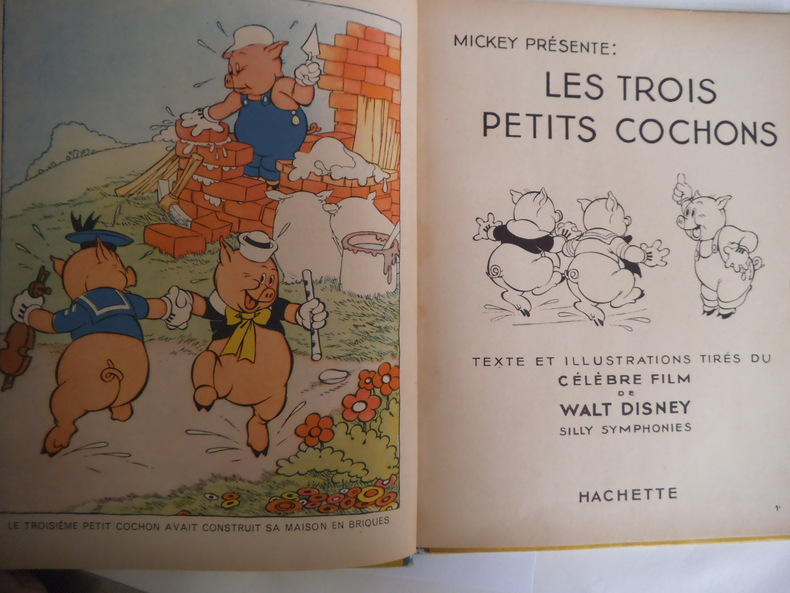 LE TROISIÈME PETIT COCHON AVAIT CONSTRUIT SA MAISON EN BRIQUES
MICKEY PRÉSENTE:
LES TROIS
PETITS COCHONS
TEXTE ET ILLUSTRATIONS TIRÉS DU
CÉLÈBRE FILM
DE
WALT DISNEY
SILLY SYMPHONIES
HACHETTE